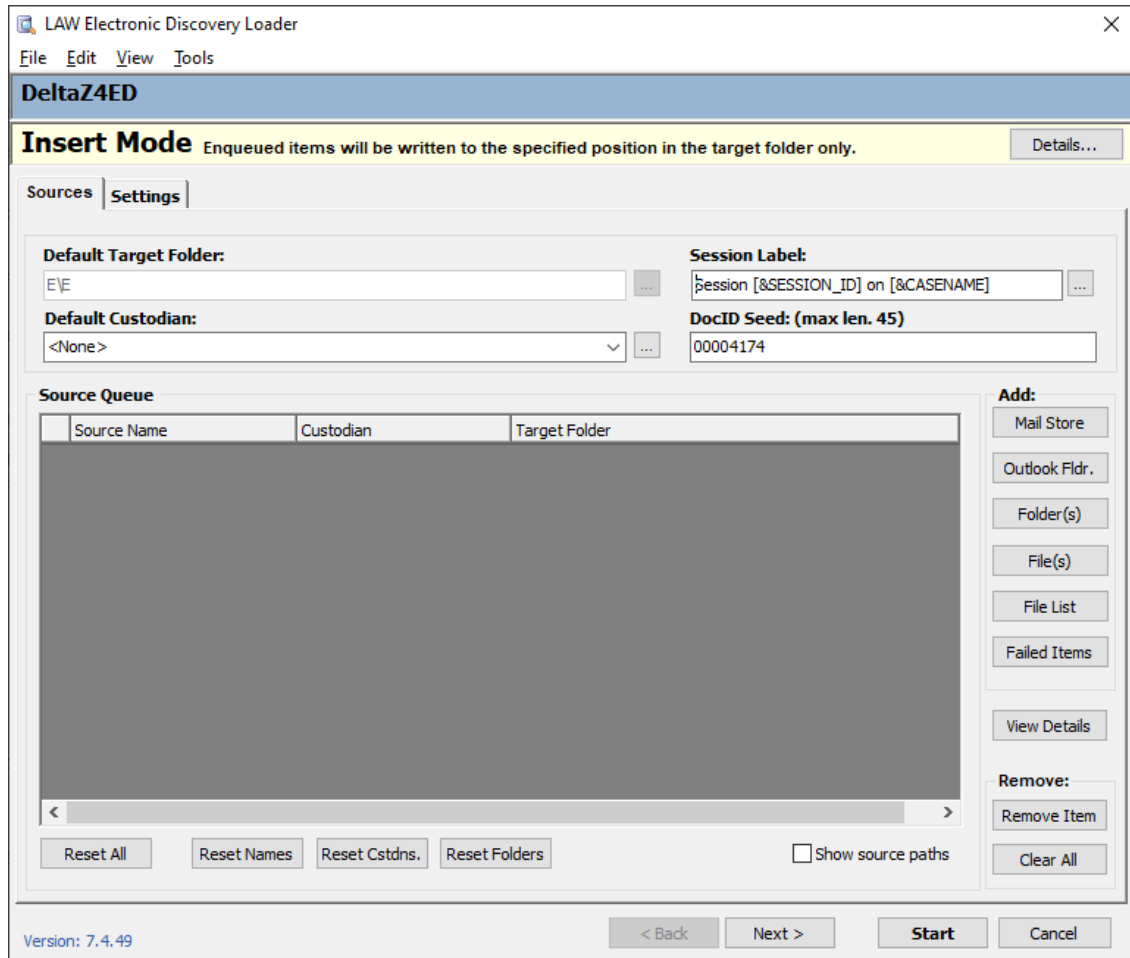 LAW Electronic Discovery Loader
File Edit View Tools
DeltaZ4ED
Insert Mode Enqueued items will be written to the specified position in the target folder only. Details...
Sources Settings
Default Target Folder: Session Label:
E\E ... Session [&SESSION_ID] on [&CASENAME] ...
Default Custodian: DocID Seed: (max len. 45)
<None> ... 00004174
Source Queue Add:
Source Name Custodian Target Folder Mail Store
Outlook Fldr.
Folder(s)
File(s)
File List
Failed Items
View Details
Remove:
Remove Item
Reset All Reset Names Reset Cstdns. Reset Folders Show source paths Clear All
Version: 7.4.49 < Back Next > Start Cancel